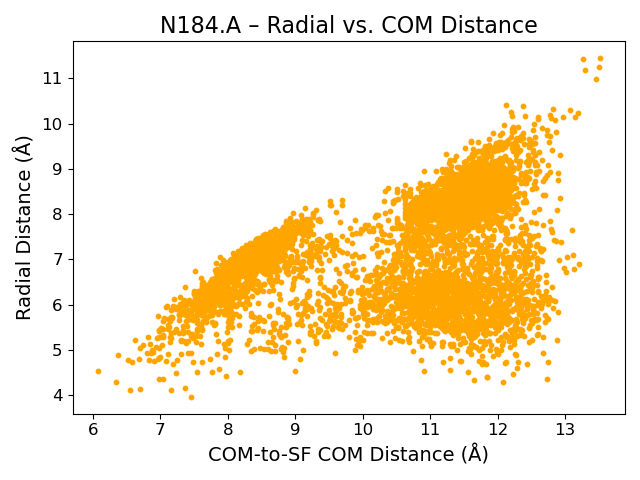 N184.A – Radial vs. COM Distance
Radial Distance (Å)
11
10
9
8
7
6
5
4
6 7 8 9 10 11 12 13
COM-to-SF COM Distance (Å)